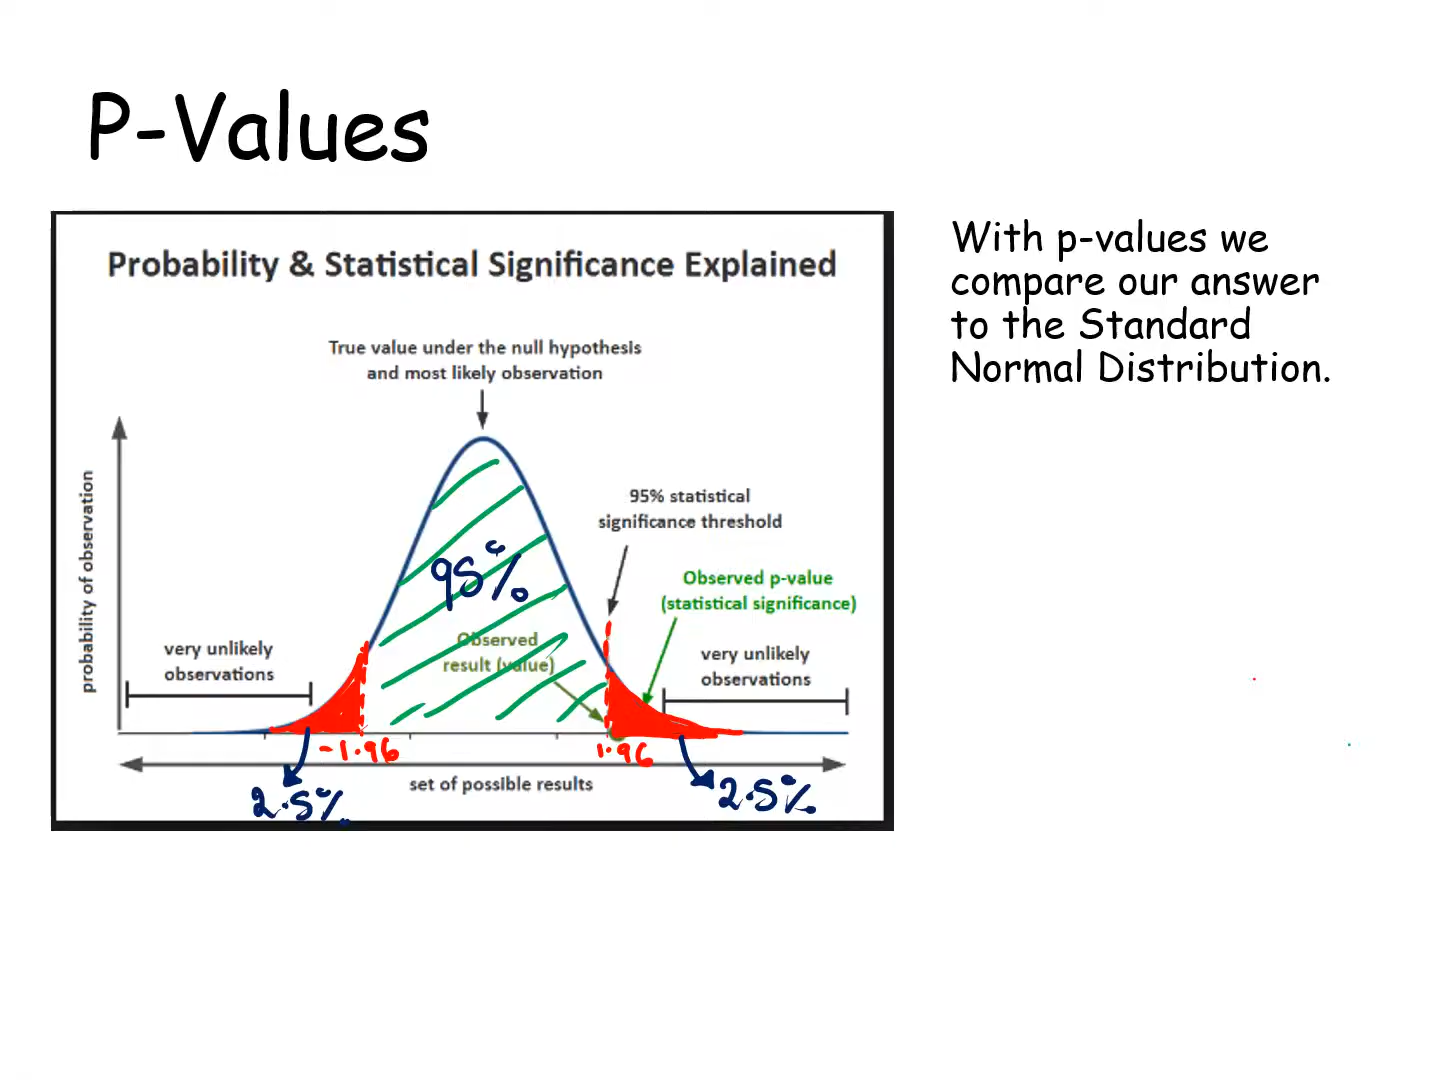 P-Values
Probability & Statistical Significance Explained
True value under the null hypothesis
and most likely observation
probability of observation
95% statistical
significance threshold
95%
Observed p-value
(statistical significance)
Observed
result (value)
very unlikely
observations
very unlikely
observations
-1.96
1.96
set of possible results
2.5%
2.5%
With p-values we
compare our answer
to the Standard
Normal Distribution.